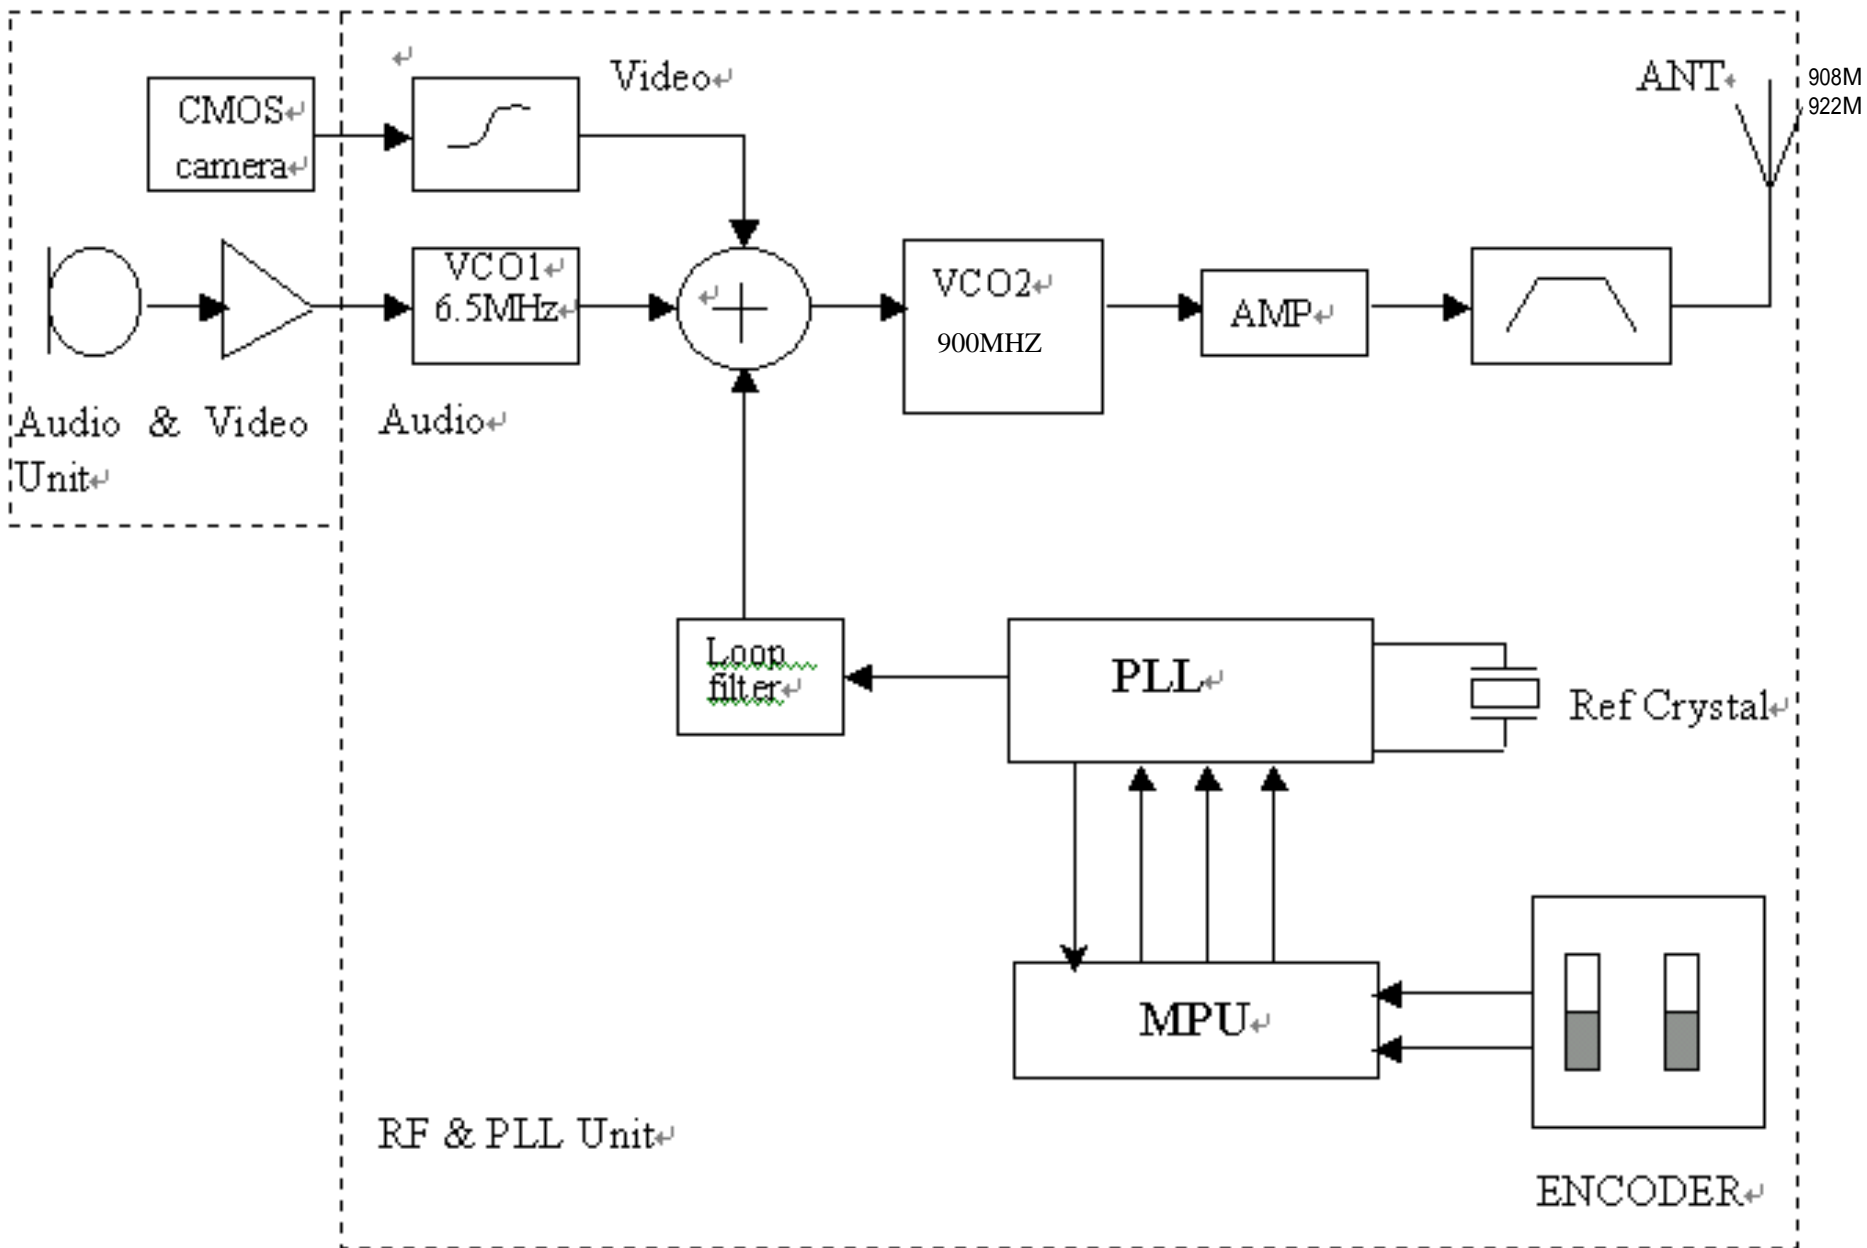 Video
ANT
908M
922M
CMOS
camera
VCO1
6.5MHz
VCO2
900MHZ
AMP
Audio & Video
Unit
Audio
Loop
filter
PLL
Ref Crystal
MPU
RF & PLL Unit
ENCODER